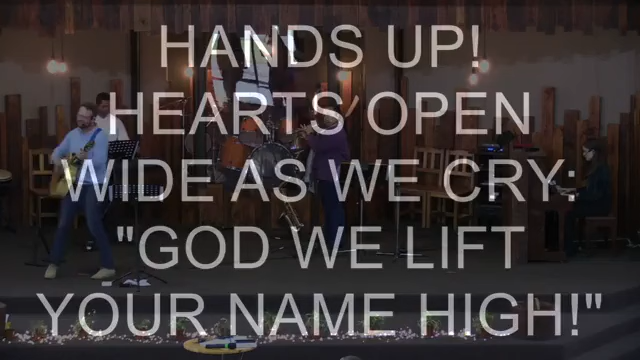 HANDS UP!
HEARTS OPEN
WIDE AS WE CRY:
"GOD WE LIFT
YOUR NAME HIGH!"